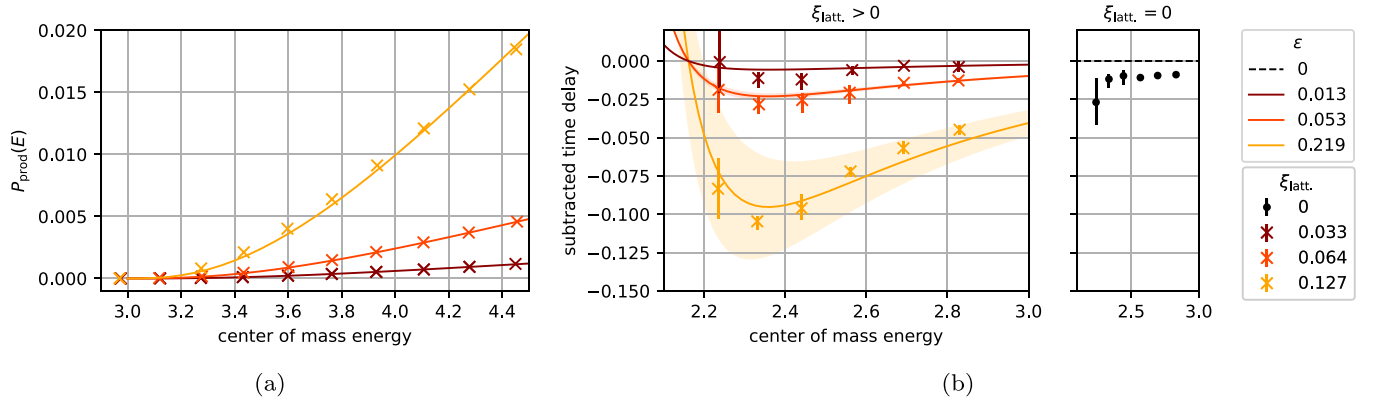 0.020
0.015
0.010
0.005
0.000
P_prod(E)
3.0 3.2 3.4 3.6 3.8 4.0 4.2 4.4
center of mass energy
(a)
ξ_latt. > 0
subtracted time delay
−0.000
−0.025
−0.050
−0.075
−0.100
−0.125
−0.150
2.2 2.4 2.6 2.8 3.0
center of mass energy
(b)
ξ_latt. = 0
2.5 3.0
ε
0
0.013
0.053
0.219
ξ_latt.
0
0.033
0.064
0.127